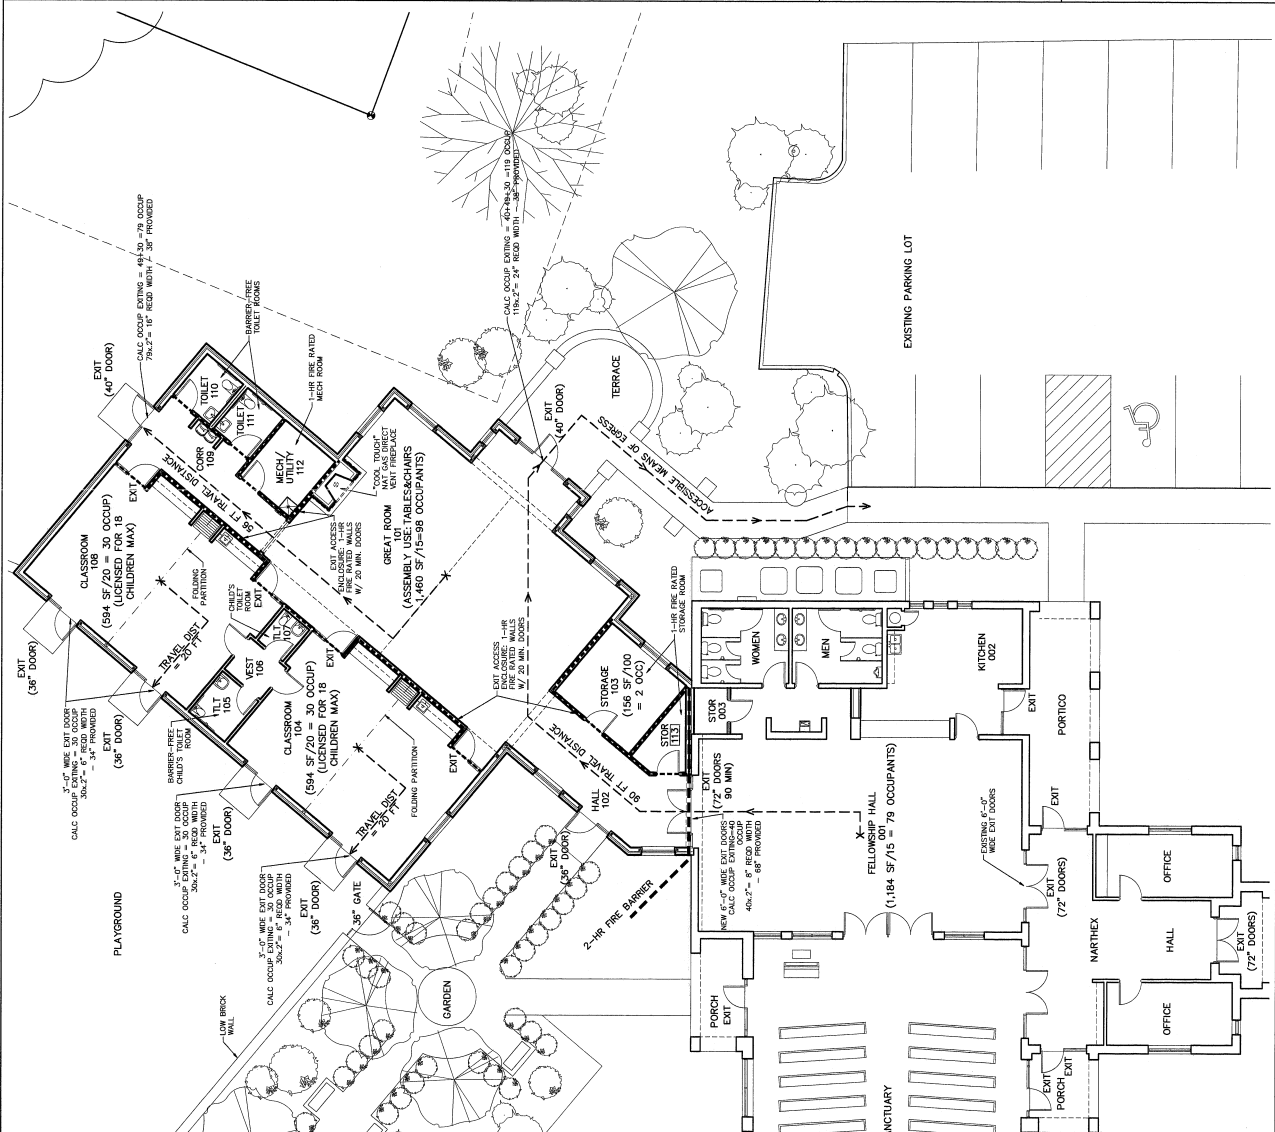 CALC OCCUP EXITING = 49+30 =79 OCCUP
79x.2"= 16" REQD WIDTH - 38" PROVIDED
EXIT
(40" DOOR)
BARRIER-FREE
TOILET ROOMS
1-HR FIRE RATED
MECH ROOM
TOILET
110
TOILET
111
CORR
109
MECH/
UTILITY
112
56 FT TRAVEL DISTANCE
EXIT
CLASSROOM
108
(594 SF/20 = 30 OCCUP)
(LICENSED FOR 18
CHILDREN MAX)
FOLDING
PARTITION
CHILD'S
TOILET
ROOM
EXIT
EXIT ACCESS
ENCLOSURE: 1-HR
FIRE RATED WALLS
W/ 20 MIN. DOORS
"COOL TOUCH"
NAT GAS DIRECT
VENT FIREPLACE
GREAT ROOM
101
(ASSEMBLY USE: TABLES&CHAIRS
1,460 SF/15=98 OCCUPANTS)
CALC OCCUP EXITING = 40+49+30 =119 OCCUP
119x.2"= 24" REQD WIDTH - 38" PROVIDED
EXIT
(40" DOOR)
TERRACE
ACCESSIBLE MEANS OF EGRESS
EXISTING PARKING LOT
EXIT
(36" DOOR)
TRAVEL DIST
= 20 FT
3'-0" WIDE EXIT DOOR
CALC OCCUP EXITING = 30 OCCUP
30x.2"= 6" REQD WIDTH
- 34" PROVIDED
EXIT
(36" DOOR)
BARRIER-FREE
CHILD'S TOILET
ROOM
TLT
105
VEST
106
TLT
107
EXIT
CLASSROOM
104
(594 SF/20 = 30 OCCUP)
(LICENSED FOR 18
CHILDREN MAX)
TRAVEL DIST
= 20 FT
FOLDING PARTITION
EXIT
3'-0" WIDE EXIT DOOR
CALC OCCUP EXITING = 30 OCCUP
30x.2"= 6" REQD WIDTH
- 34" PROVIDED
EXIT
(36" DOOR)
3'-0" WIDE EXIT DOOR
CALC OCCUP EXITING = 30 OCCUP
30x.2"= 6" REQD WIDTH
- 34" PROVIDED
EXIT
(36" DOOR)
36" GATE
PLAYGROUND
LOW BRICK
WALL
GARDEN
EXIT ACCESS
ENCLOSURE: 1-HR
FIRE RATED WALLS
W/ 20 MIN. DOORS
STORAGE
103
(156 SF/100
= 2 OCC)
1-HR FIRE RATED
STORAGE ROOM
STOR
113
90 FT TRAVEL DISTANCE
HALL
102
EXIT
(36" DOOR)
2-HR FIRE BARRIER
EXIT
(72" DOORS
90 MIN)
NEW 6'-0" WIDE EXIT DOORS
CALC OCCUP EXITING=40
OCCUP
40x.2"= 8" REQD WIDTH
- 68" PROVIDED
STOR
003
WOMEN
MEN
KITCHEN
002
EXIT
PORTICO
FELLOWSHIP HALL
001
(1,184 SF/15 = 79 OCCUPANTS)
EXISTING 6'-0"
WIDE EXIT DOORS
EXIT
EXIT
(72" DOORS)
OFFICE
NARTHEX
HALL
EXIT
(72" DOORS)
OFFICE
PORCH
EXIT
EXIT
PORCH
EXIT